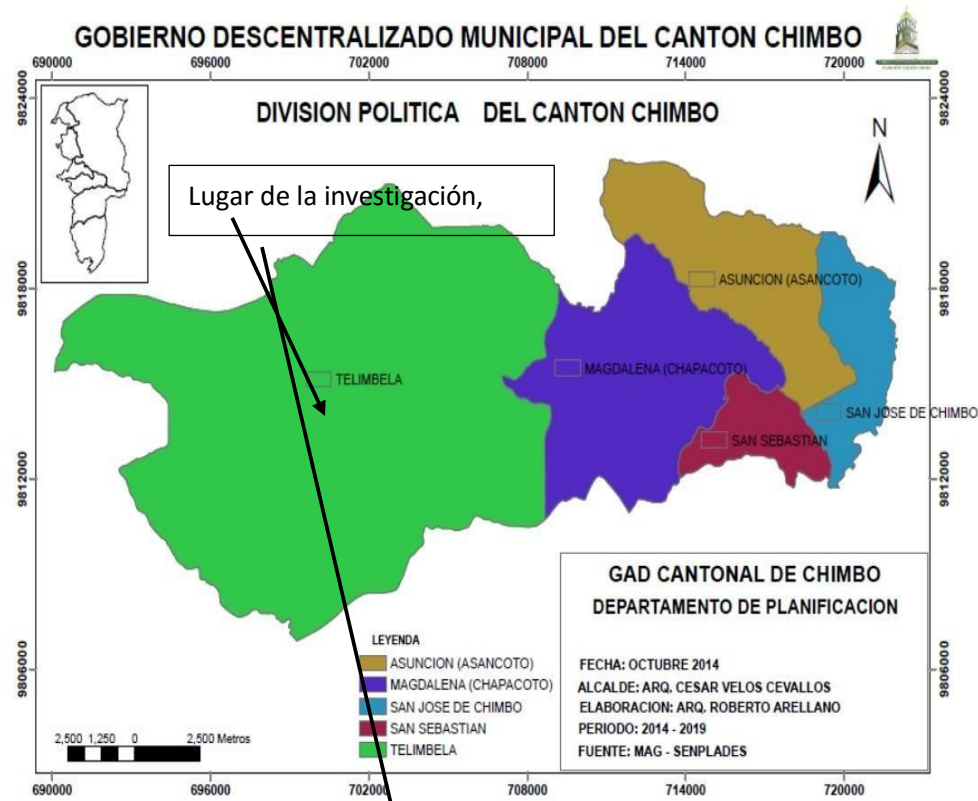 GOBIERNO DESCENTRALIZADO MUNICIPAL DEL CANTON CHIMBO
690000 696000 702000 708000 714000 720000
9824000 9824000
DIVISION POLITICA DEL CANTON CHIMBO
N
Lugar de la investigación,
9818000 9818000
ASUNCION (ASANCOTO)
MAGDALENA (CHAPACOTO)
TELIMBELA
SAN JOSE DE CHIMBO
SAN SEBASTIAN
9812000 9812000
GAD CANTONAL DE CHIMBO
DEPARTAMENTO DE PLANIFICACION
LEYENDA
ASUNCION (ASANCOTO)
MAGDALENA (CHAPACOTO)
SAN JOSE DE CHIMBO
SAN SEBASTIAN
TELIMBELA
9806000 9806000
FECHA: OCTUBRE 2014
ALCALDE: ARQ. CESAR VELOS CEVALLOS
ELABORACION: ARQ. ROBERTO ARELLANO
PERIODO: 2014 - 2019
FUENTE: MAG - SENPLADES
2,500 1,250 0 2,500 Metros
690000 696000 702000 708000 714000 720000